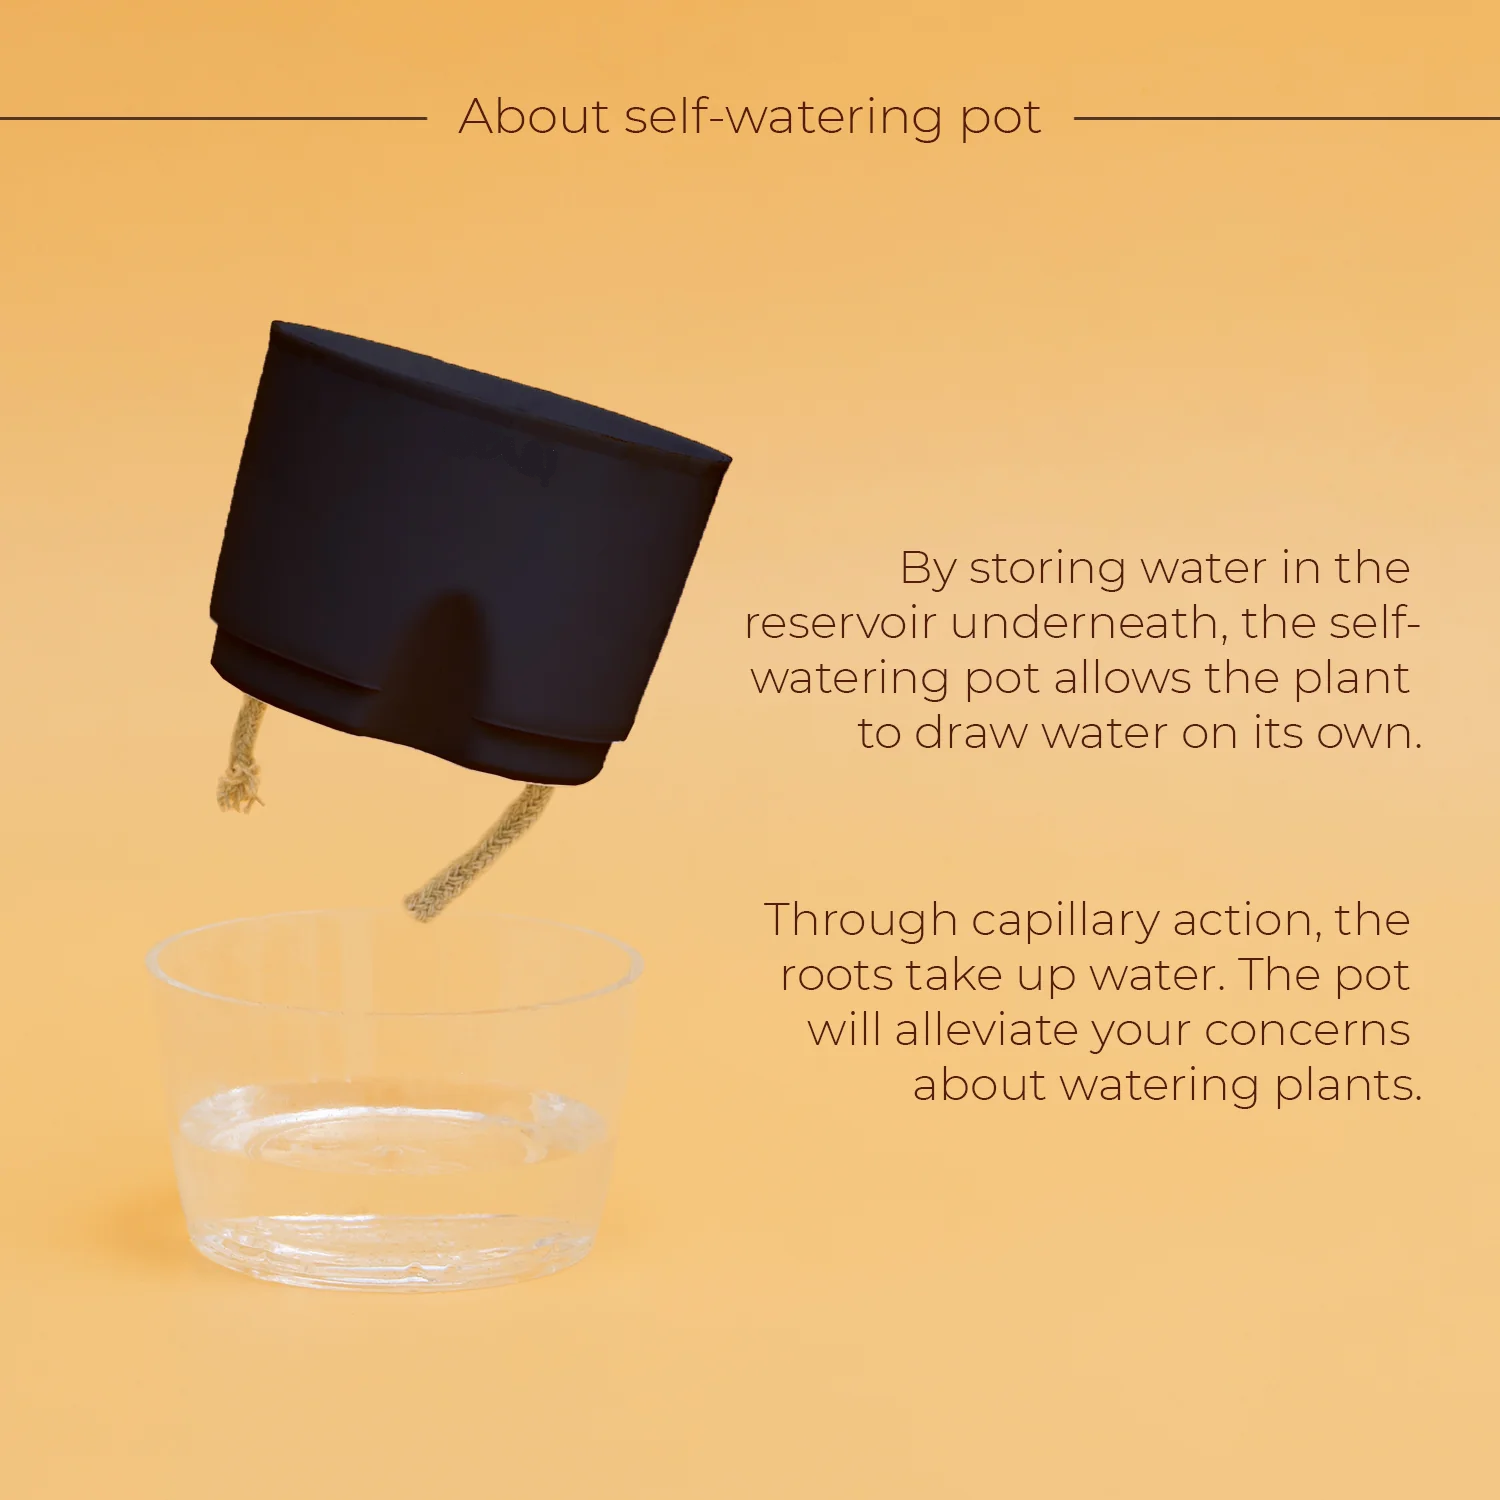 About self-watering pot
By storing water in the
reservoir underneath, the self-
watering pot allows the plant
to draw water on its own.
Through capillary action, the
roots take up water. The pot
will alleviate your concerns
about watering plants.